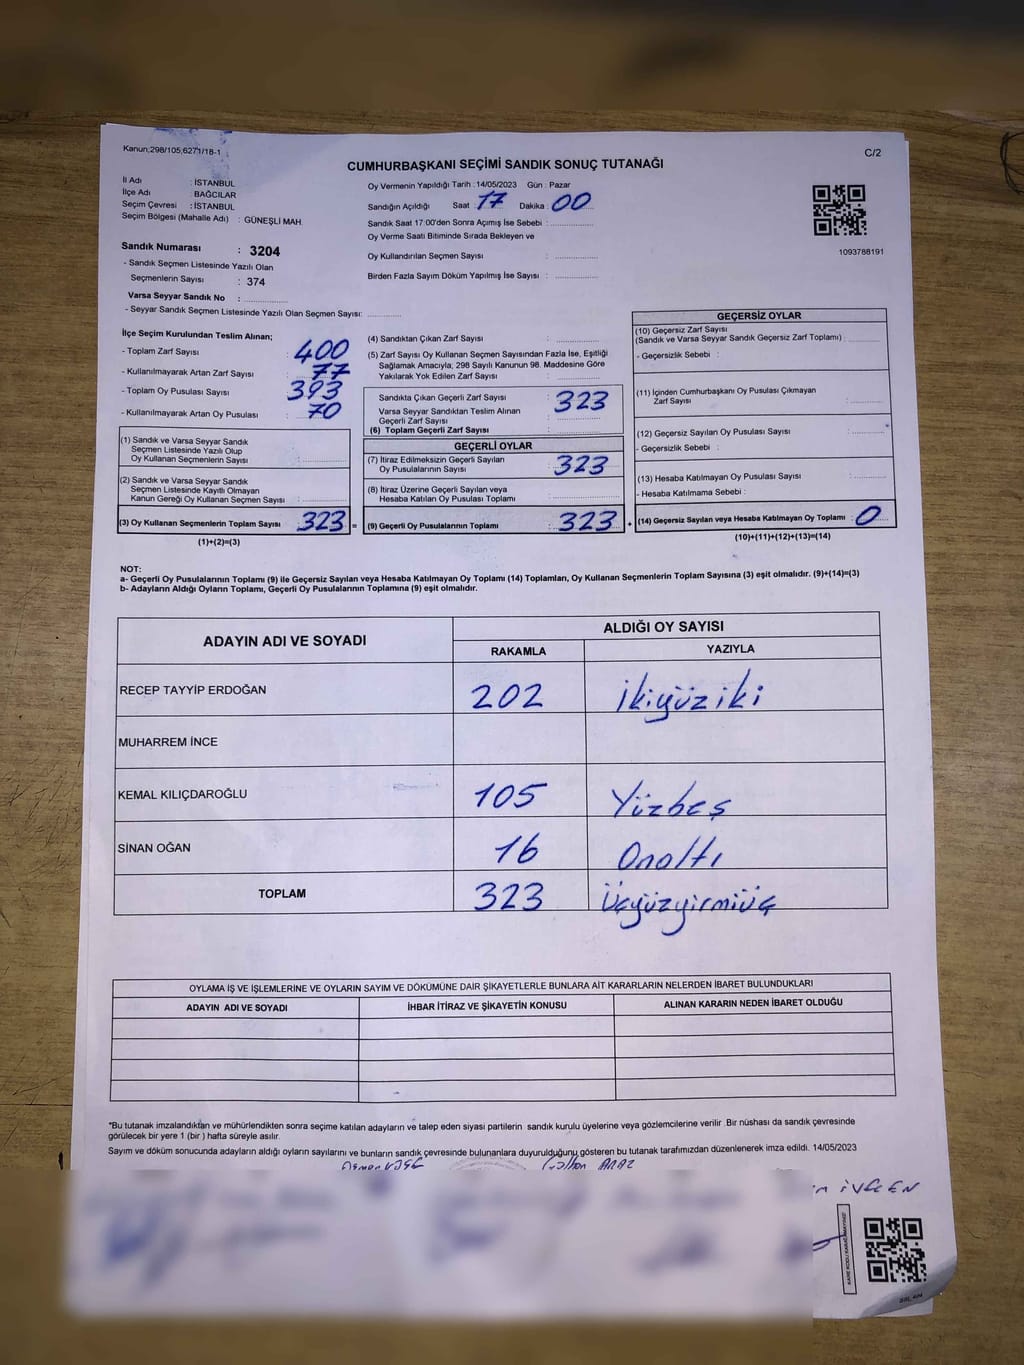 Kanun,298/105,6271/18-1
CUMHURBAŞKANI SEÇİMİ SANDIK SONUÇ TUTANAĞI
C/2
İl Adı : İSTANBUL
İlçe Adı : BAĞCILAR
Seçim Çevresi : İSTANBUL
Seçim Bölgesi (Mahalle Adı) : GÜNEŞLİ MAH.
Sandık Numarası : 3204
- Sandık Seçmen Listesinde Yazılı Olan
Seçmenlerin Sayısı : 374
Varsa Seyyar Sandık No :
- Seyyar Sandık Seçmen Listesinde Yazılı Olan Seçmen Sayısı:
Oy Vermenin Yapıldığı Tarih : 14/05/2023 Gün : Pazar
Sandığın Açıldığı Saat : 17 Dakika 00
Sandık Saat 17:00'den Sonra Açımış İse Sebebi :
Oy Verme Saati Bitiminde Sırada Bekleyen ve
Oy Kullandırılan Seçmen Sayısı :
Birden Fazla Sayım Döküm Yapılmış İse Sayısı :
1093788191
İlçe Seçim Kurulundan Teslim Alınan;
- Toplam Zarf Sayısı : 400
- Kullanılmayarak Artan Zarf Sayısı : 77
- Toplam Oy Pusulası Sayısı : 393
- Kullanılmayarak Artan Oy Pusulası : 70
(1) Sandık ve Varsa Seyyar Sandık
Seçmen Listesinde Yazılı Olup
Oy Kullanan Seçmenlerin Sayısı :
(2) Sandık ve Varsa Seyyar Sandık
Seçmen Listesinde Kayıtlı Olmayan
Kanun Gereği Oy Kullanan Seçmen Sayısı :
(3) Oy Kullanan Seçmenlerin Toplam Sayısı : 323 =
(1)+(2)=(3)
(4) Sandıktan Çıkan Zarf Sayısı :
(5) Zarf Sayısı Oy Kullanan Seçmen Sayısından Fazla İse, Eşitliği
Sağlamak Amacıyla, 298 Sayılı Kanunun 98. Maddesine Göre
Yakılarak Yok Edilen Zarf Sayısı :
Sandıkta Çıkan Geçerli Zarf Sayısı : 323
Varsa Seyyar Sandıktan Teslim Alınan
Geçerli Zarf Sayısı :
(6) Toplam Geçerli Zarf Sayısı :
GEÇERLİ OYLAR
(7) İtiraz Edilmeksizin Geçerli Sayılan
Oy Pusulalarının Sayısı : 323
(8) İtiraz Üzerine Geçerli Sayılan veya
Hesaba Katılan Oy Pusulası Toplamı :
(9) Geçerli Oy Pusulalarının Toplamı : 323 +
GEÇERSİZ OYLAR
(10) Geçersiz Zarf Sayısı
(Sandık ve Varsa Seyyar Sandık Geçersiz Zarf Toplamı) :
- Geçersizlik Sebebi :
(11) İçinden Cumhurbaşkanı Oy Pusulası Çıkmayan
Zarf Sayısı :
(12) Geçersiz Sayılan Oy Pusulası Sayısı :
- Geçersizlik Sebebi :
(13) Hesaba Katılmayan Oy Pusulası Sayısı :
- Hesaba Katılmama Sebebi :
(14) Geçersiz Sayılan veya Hesaba Katılmayan Oy Toplamı : 0
(10)+(11)+(12)+(13)=(14)
NOT:
a- Geçerli Oy Pusulalarının Toplamı (9) ile Geçersiz Sayılan veya Hesaba Katılmayan Oy Toplamı (14) Toplamları, Oy Kullanan Seçmenlerin Toplam Sayısına (3) eşit olmalıdır. (9)+(14)=(3)
b- Adayların Aldığı Oyların Toplamı, Geçerli Oy Pusulalarının Toplamına (9) eşit olmalıdır.
ADAYIN ADI VE SOYADI ALDIĞI OY SAYISI
RAKAMLA YAZIYLA
RECEP TAYYİP ERDOĞAN 202 İkiyüziki
MUHARREM İNCE
KEMAL KILIÇDAROĞLU 105 Yüzbeş
SİNAN OĞAN 16 Onaltı
TOPLAM 323 Üçyüzyirmiüç
OYLAMA İŞ VE İŞLEMLERİNE VE OYLARIN SAYIM VE DÖKÜMÜNE DAİR ŞİKAYETLERLE BUNLARA AİT KARARLARIN NELERDEN İBARET BULUNDUKLARI
ADAYIN ADI VE SOYADI İHBAR İTİRAZ VE ŞİKAYETİN KONUSU ALINAN KARARIN NEDEN İBARET OLDUĞU
*Bu tutanak imzalandıktan ve mühürlendikten sonra seçime katılan adayların ve talep eden siyasi partilerin sandık kurulu üyelerine veya gözlemcilerine verilir. Bir nüshası da sandık çevresinde
görülecek bir yere 1 (bir ) hafta süreyle asılır.
Sayım ve döküm sonucunda adayların aldığı oyların sayılarını ve bunların sandık çevresinde bulunanlara duyurulduğunu gösteren bu tutanak tarafımızdan düzenlenerek imza edildi. 14/05/2023